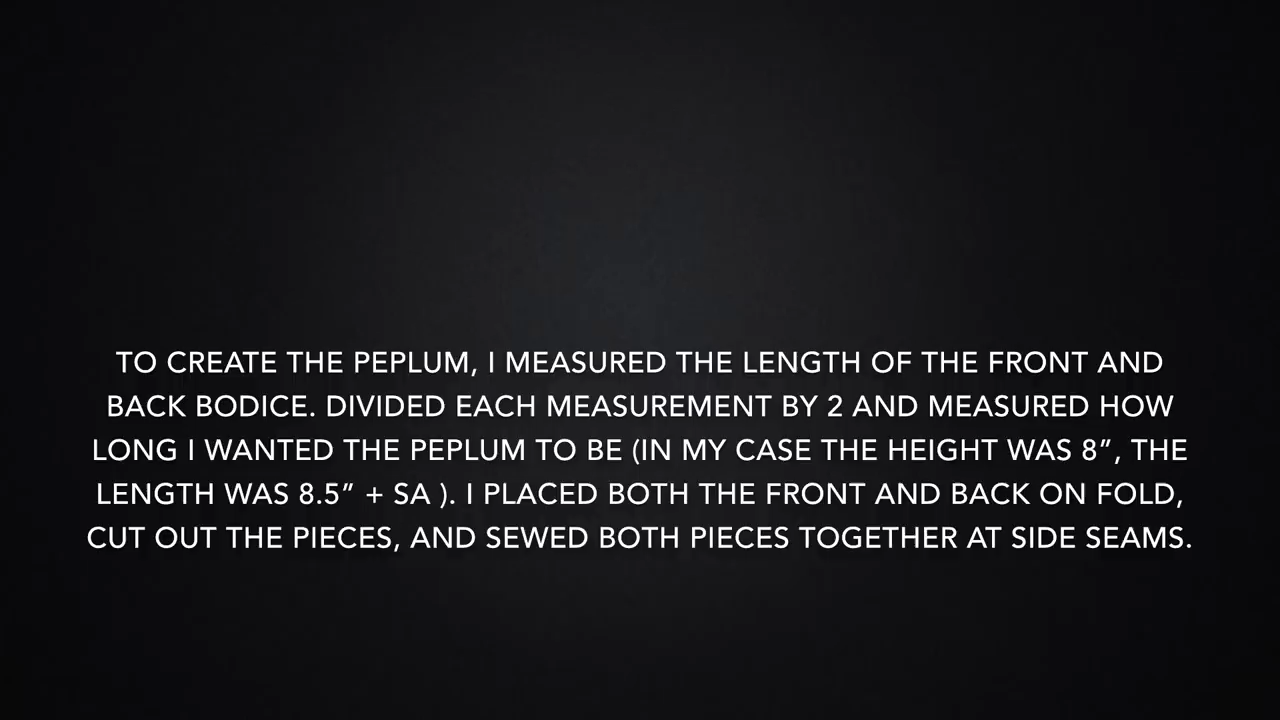 TO CREATE THE PEPLUM, I MEASURED THE LENGTH OF THE FRONT AND
BACK BODICE. DIVIDED EACH MEASUREMENT BY 2 AND MEASURED HOW
LONG I WANTED THE PEPLUM TO BE (IN MY CASE THE HEIGHT WAS 8”, THE
LENGTH WAS 8.5” + SA ). I PLACED BOTH THE FRONT AND BACK ON FOLD,
CUT OUT THE PIECES, AND SEWED BOTH PIECES TOGETHER AT SIDE SEAMS.